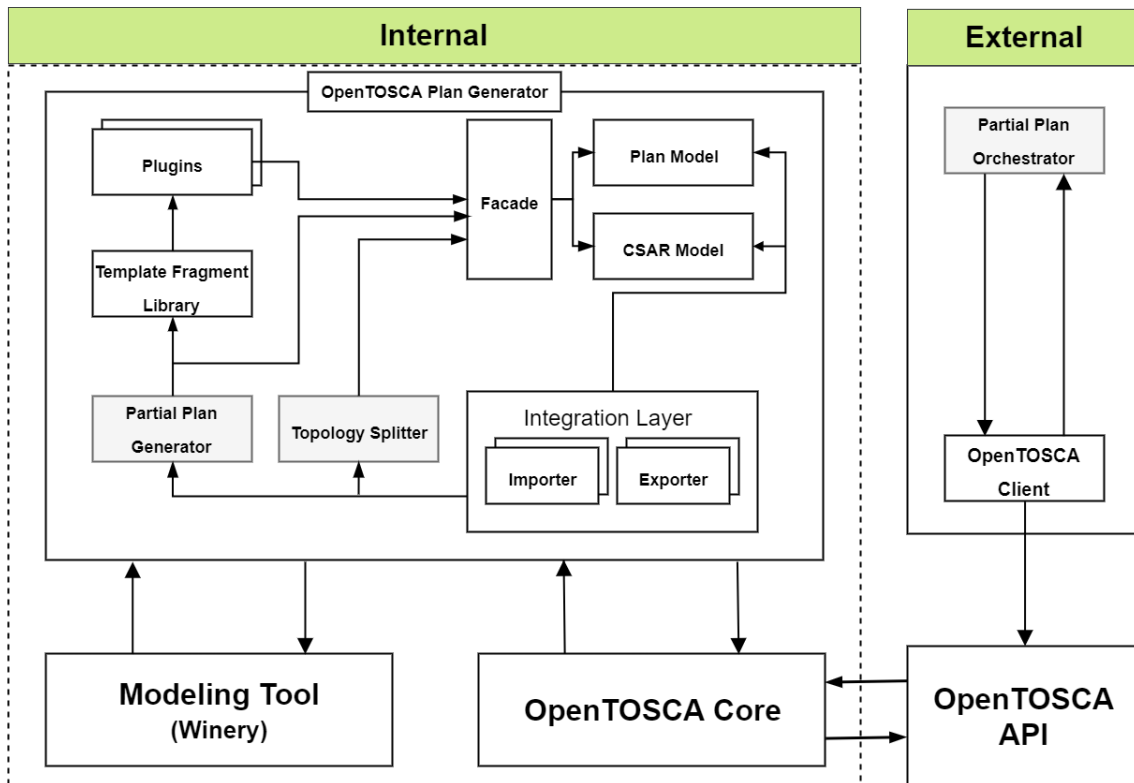 Internal
External
OpenTOSCA Plan Generator
Plugins
Facade
Plan Model
CSAR Model
Template Fragment
Library
Partial Plan
Generator
Topology Splitter
Integration Layer
Importer
Exporter
Partial Plan
Orchestrator
OpenTOSCA
Client
Modeling Tool
(Winery)
OpenTOSCA Core
OpenTOSCA
API